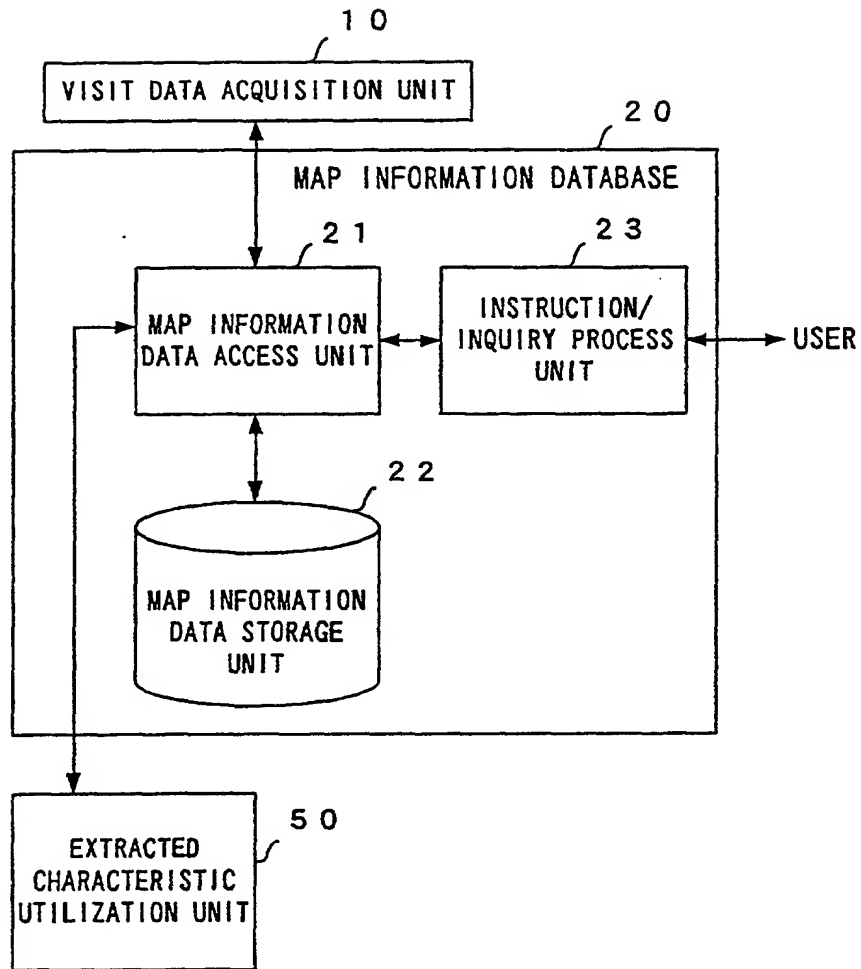 10
VISIT DATA ACQUISITION UNIT
20
MAP INFORMATION DATABASE
21
23
MAP INFORMATION
DATA ACCESS UNIT
INSTRUCTION/
INQUIRY PROCESS
UNIT
USER
22
MAP INFORMATION
DATA STORAGE
UNIT
50
EXTRACTED
CHARACTERISTIC
UTILIZATION UNIT